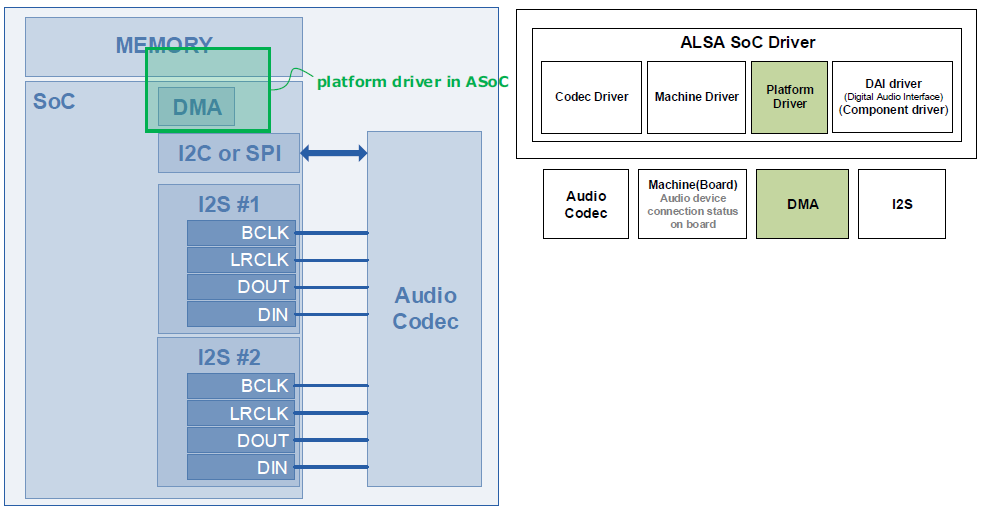 MEMORY
platform driver in ASoC
SoC
DMA
I2C or SPI
I2S #1
BCLK
LRCLK
DOUT
DIN
I2S #2
BCLK
LRCLK
DOUT
DIN
Audio
Codec
ALSA SoC Driver
Codec Driver
Machine Driver
Platform
Driver
DAI driver
(Digital Audio Interface)
(Component driver)
Audio
Codec
Machine(Board)
Audio device
connection status
on board
DMA
I2S